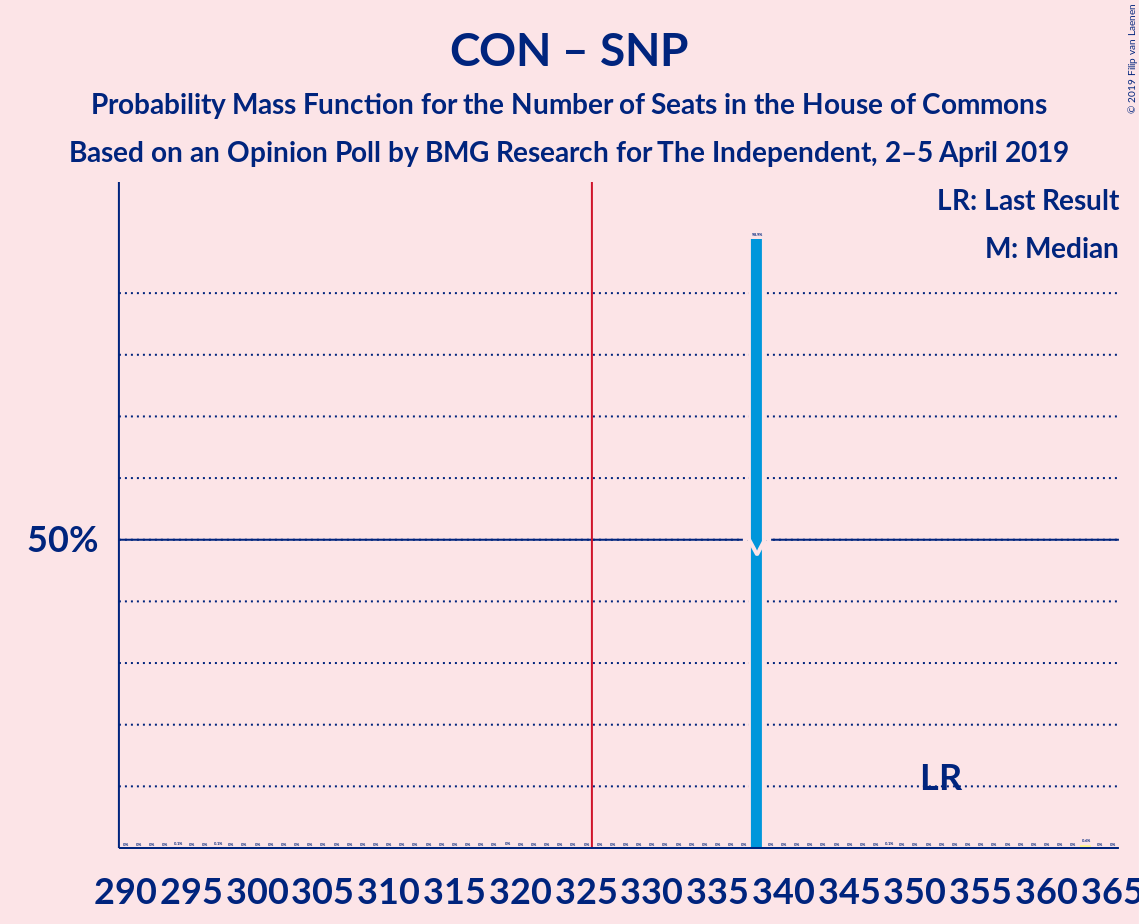 CON – SNP
Probability Mass Function for the Number of Seats in the House of Commons
Based on an Opinion Poll by BMG Research for The Independent, 2–5 April 2019
© 2019 Filip van Laenen
LR: Last Result
M: Median
50%
M
LR
290 295 300 305 310 315 320 325 330 335 340 345 350 355 360 365